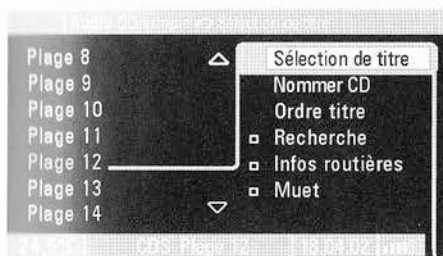 Plage 8
Plage 9
Plage 10
Plage 11
Plage 12
Plage 13
Plage 14
Sélection de titre
Nommer CD
Ordre titre
Recherche
Infos routières
Muet
CD5 Plage 12